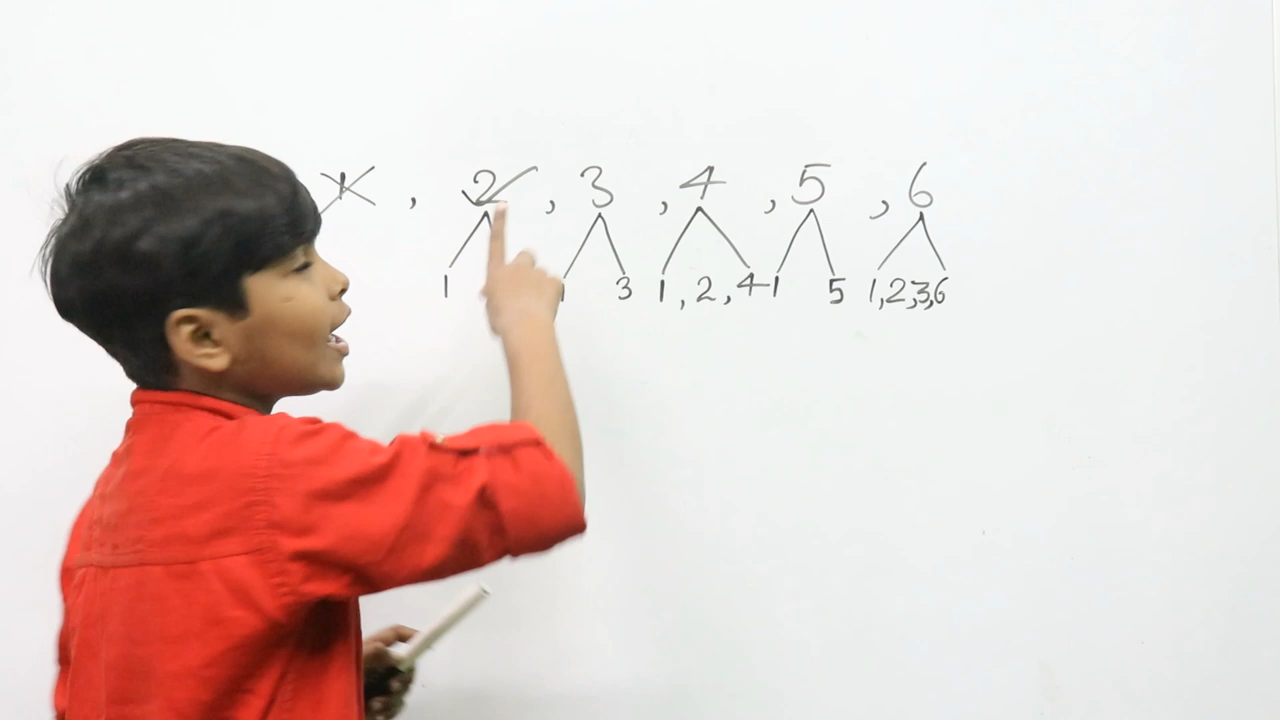 1 , 2 , 3 , 4 , 5 , 6
1 1 3 1 , 2 , 4 1 5 1,2,3,6